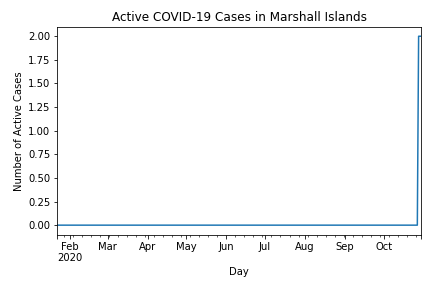 Active COVID-19 Cases in Marshall Islands
Number of Active Cases
2.00
1.75
1.50
1.25
1.00
0.75
0.50
0.25
0.00
Feb Mar Apr May Jun Jul Aug Sep Oct
2020
Day